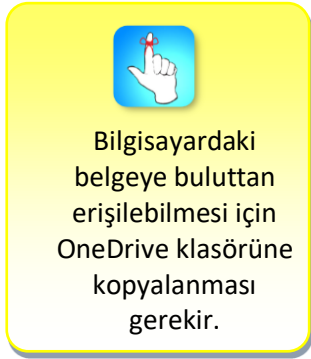 Bilgisayardaki
belgeye buluttan
erişilebilmesi için
OneDrive klasörüne
kopyalanması
gerekir.